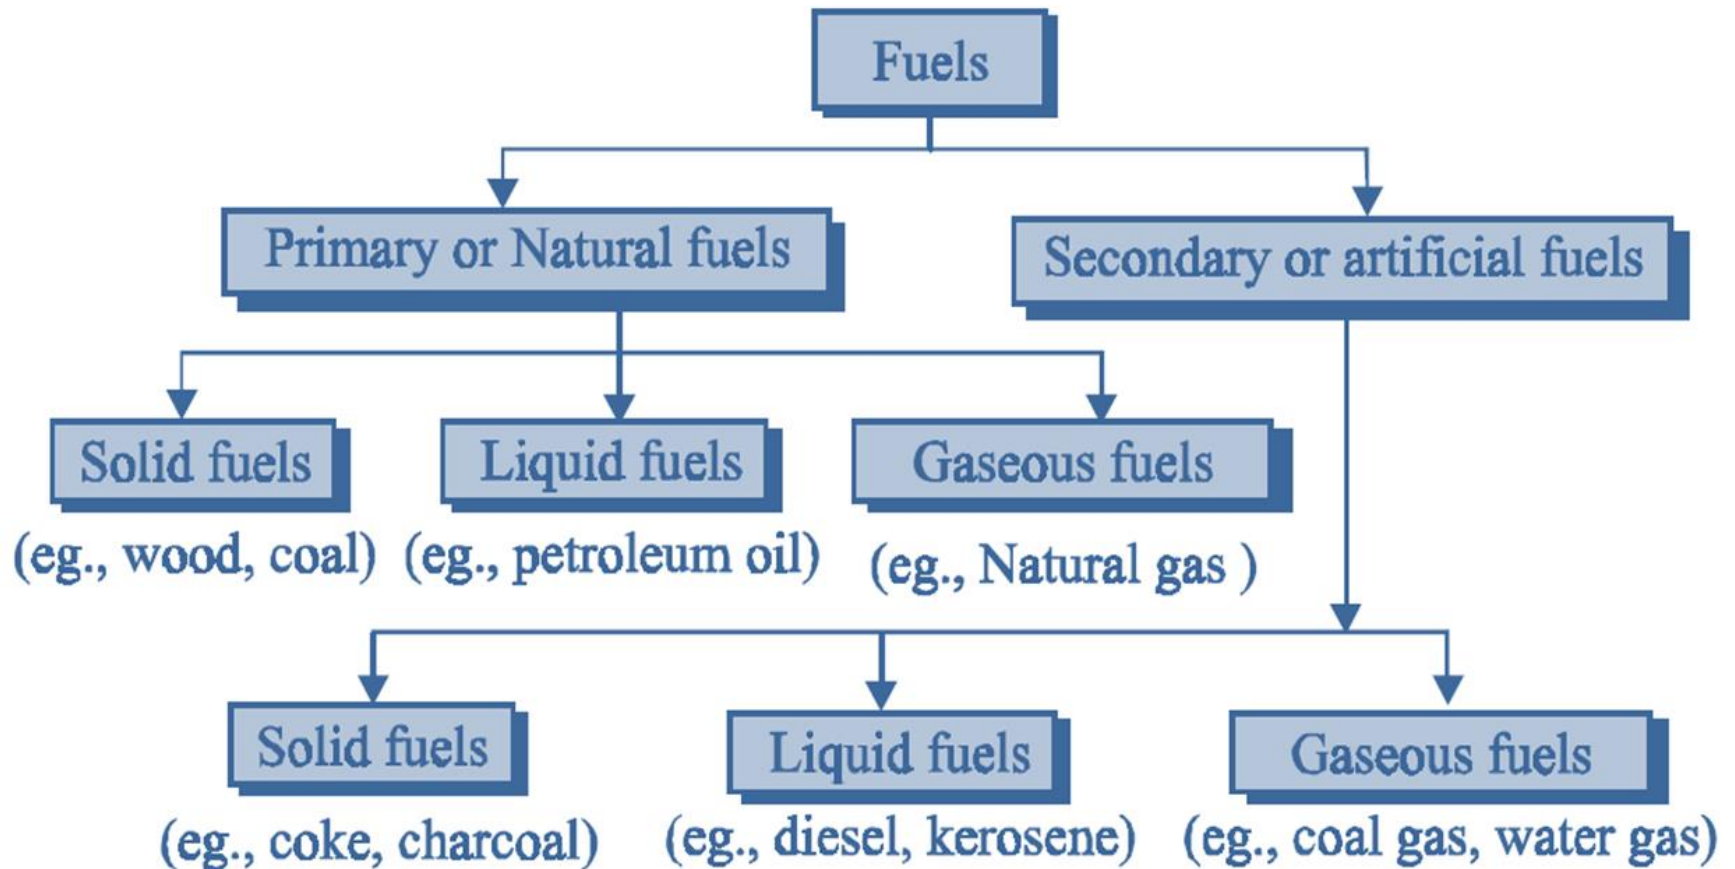 Fuels
Primary or Natural fuels
Secondary or artificial fuels
Solid fuels
Liquid fuels
Gaseous fuels
(eg., wood, coal)
(eg., petroleum oil)
(eg., Natural gas )
Solid fuels
Liquid fuels
Gaseous fuels
(eg., coke, charcoal)
(eg., diesel, kerosene)
(eg., coal gas, water gas)